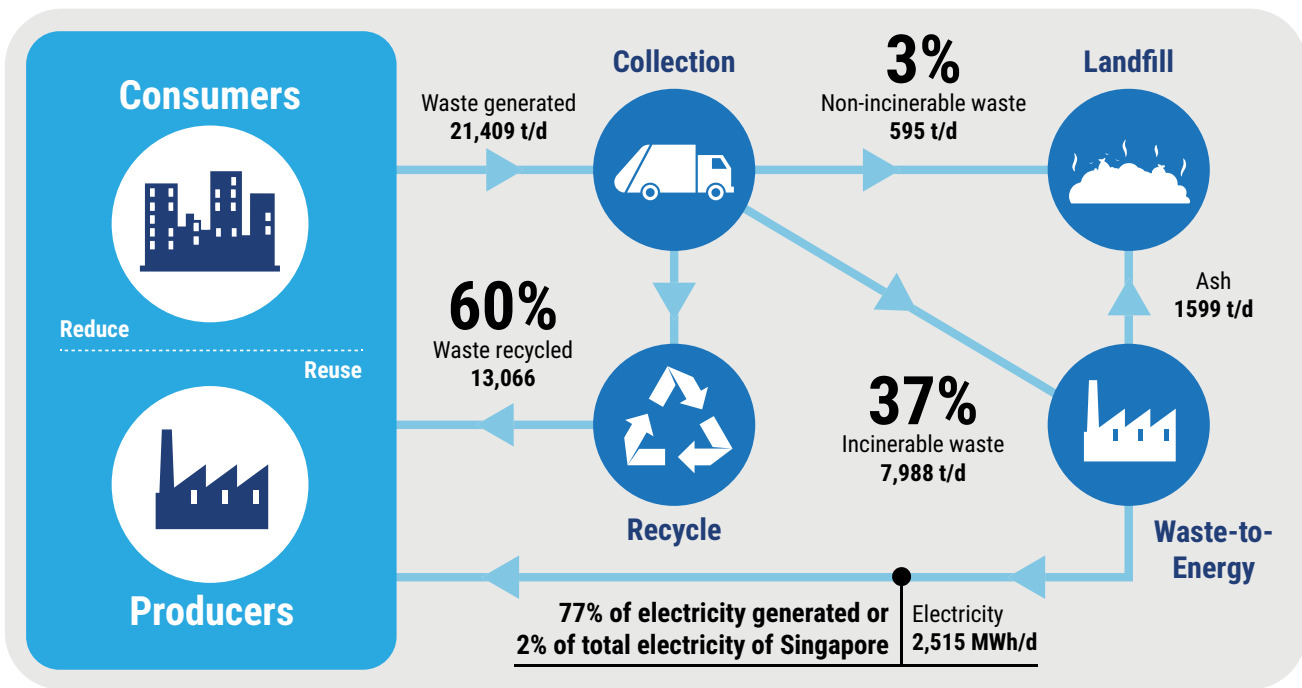 Consumers
Reduce
Reuse
Producers
Waste generated
21,409 t/d
Collection
3%
Non-incinerable waste
595 t/d
Landfill
60%
Waste recycled
13,066
Recycle
37%
Incinerable waste
7,988 t/d
Ash
1599 t/d
Waste-to-
Energy
77% of electricity generated or
2% of total electricity of Singapore
Electricity
2,515 MWh/d